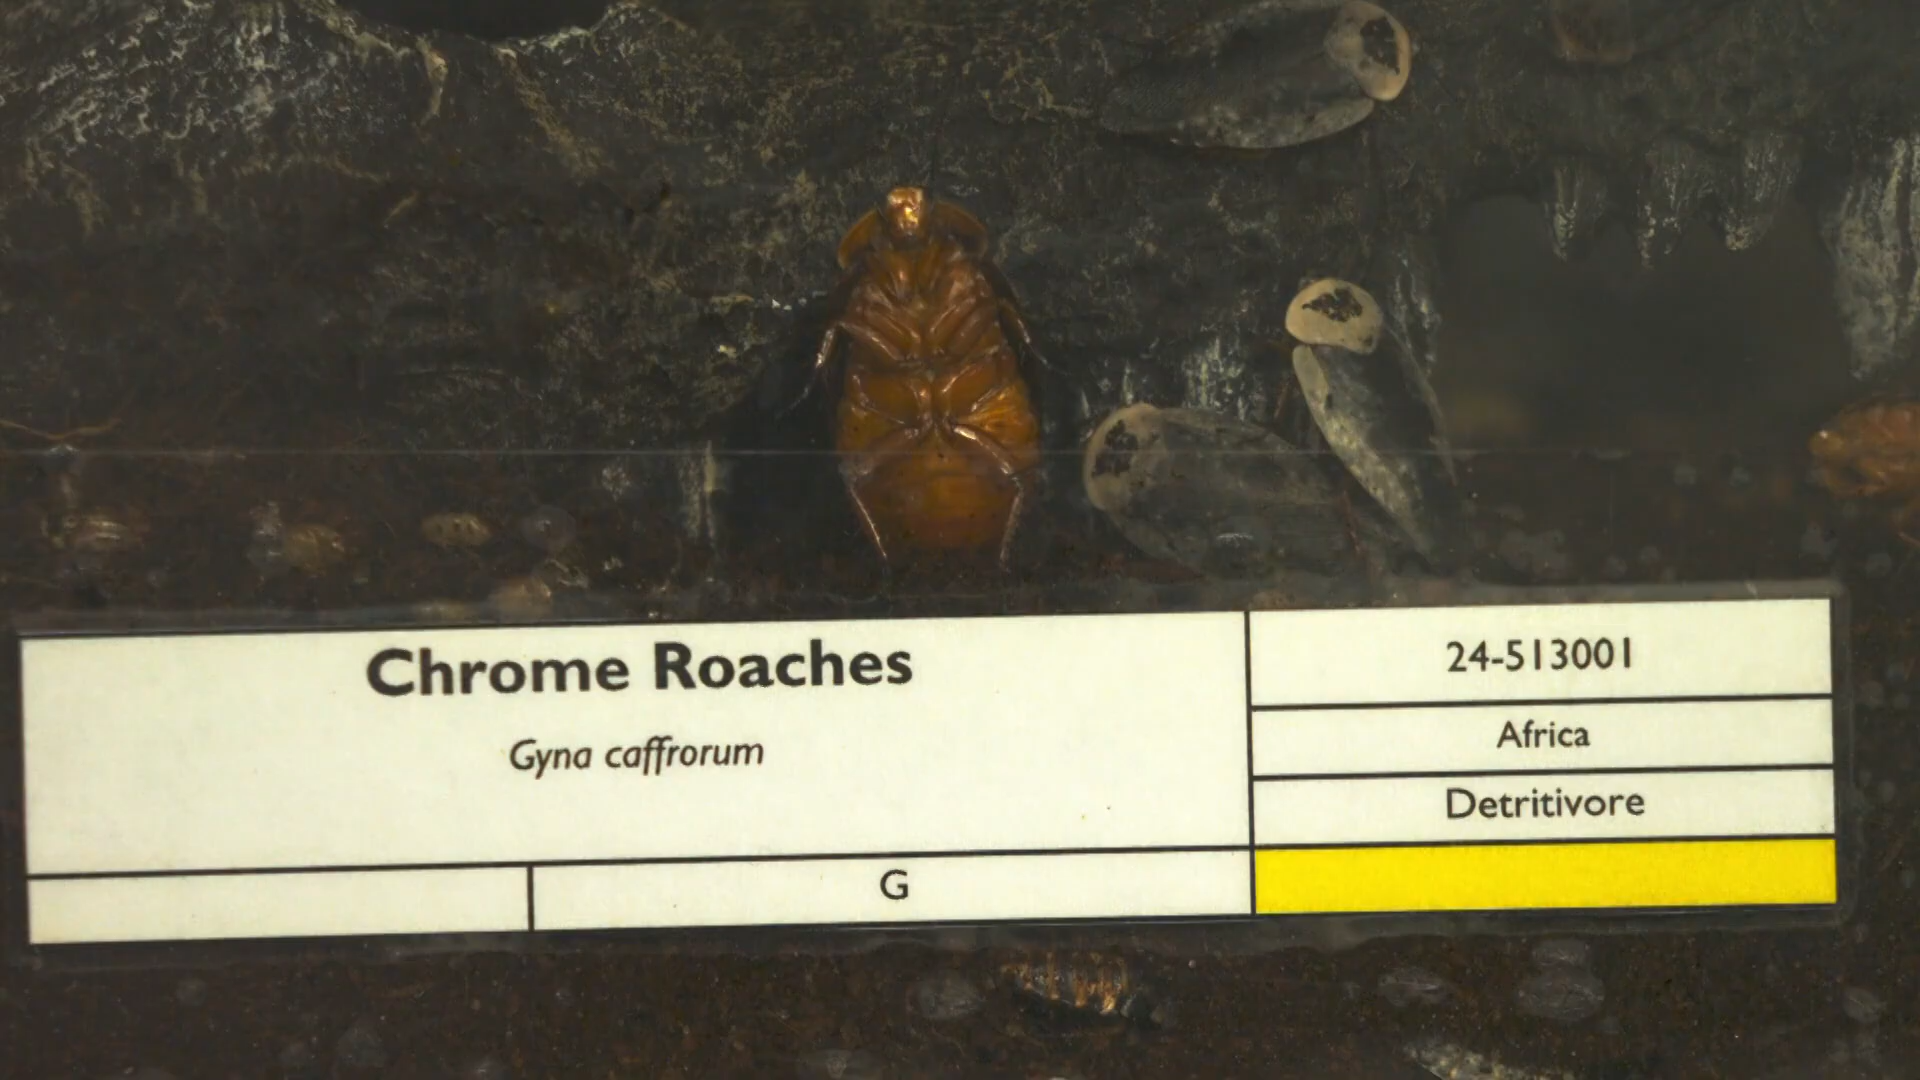 Chrome Roaches
Gyna caffrorum
G
24-513001
Africa
Detritivore